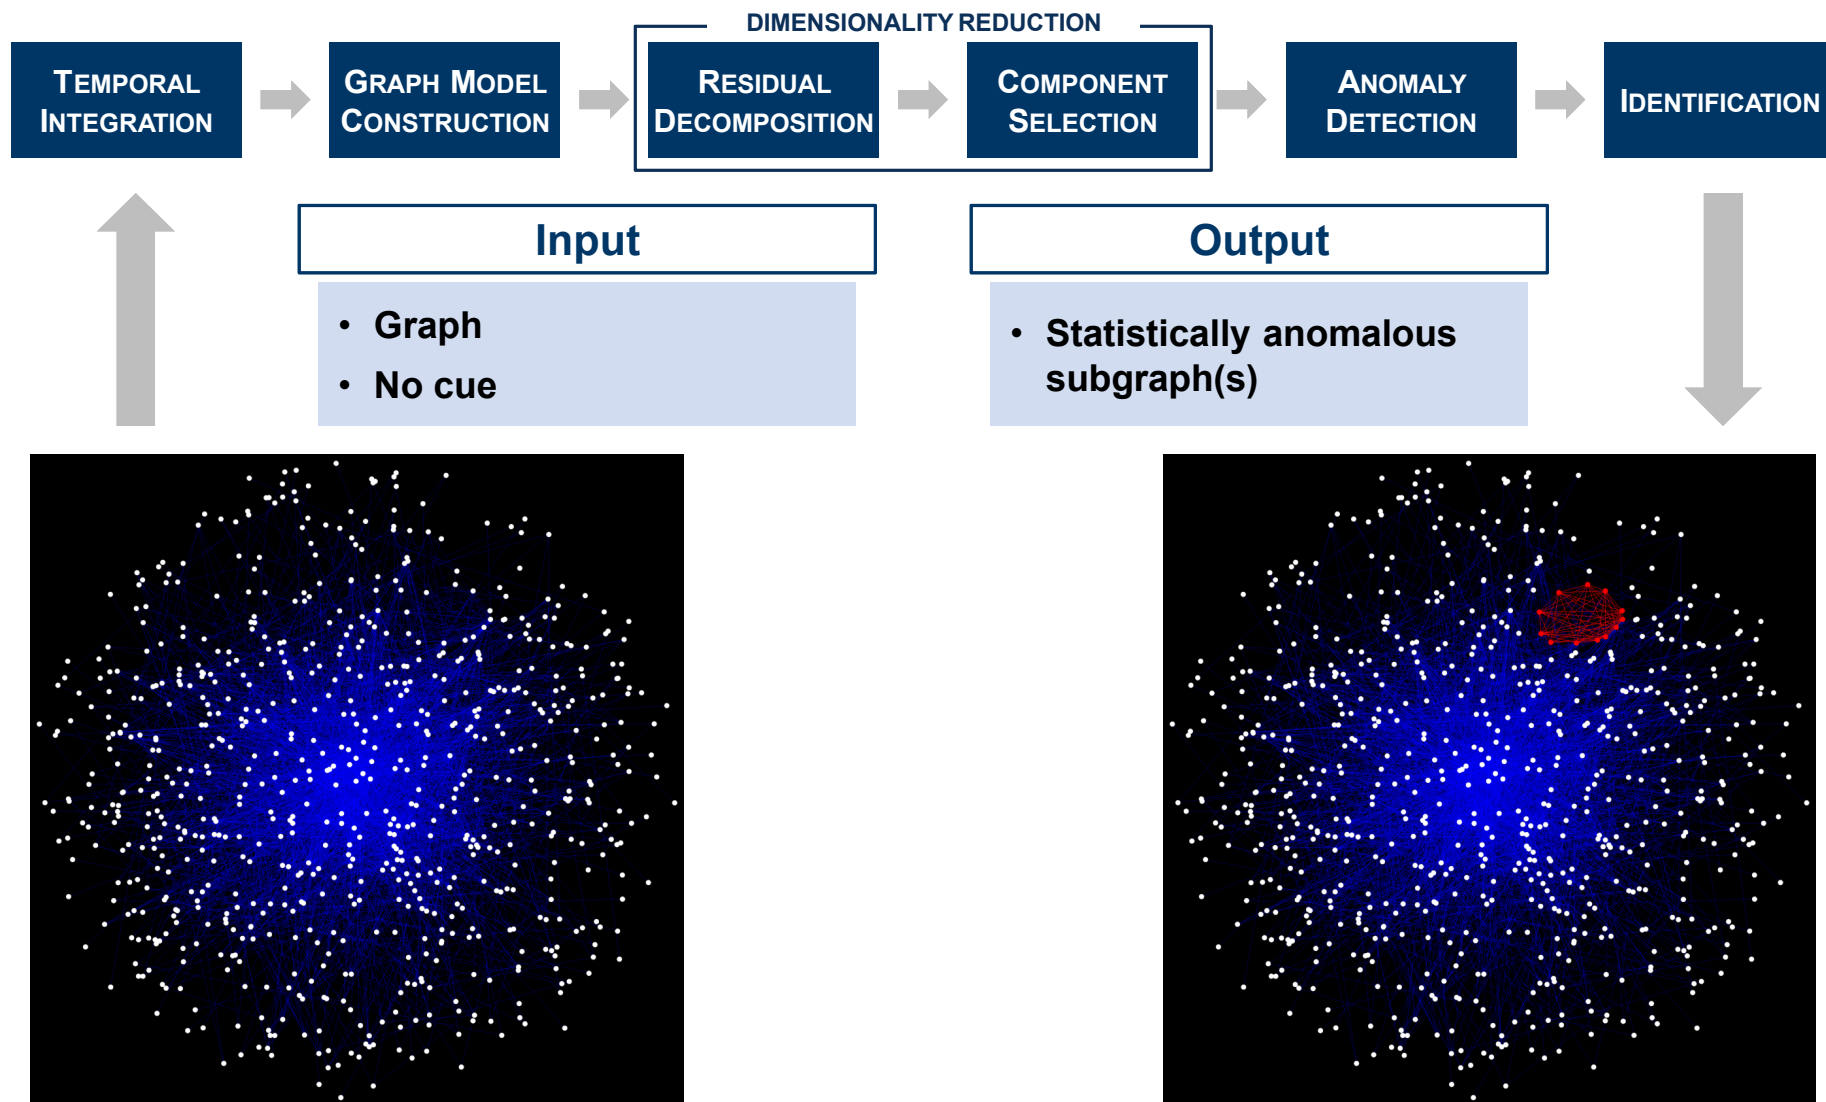 DIMENSIONALITY REDUCTION
TEMPORAL
INTEGRATION
GRAPH MODEL
CONSTRUCTION
RESIDUAL
DECOMPOSITION
COMPONENT
SELECTION
ANOMALY
DETECTION
IDENTIFICATION
Input
• Graph
• No cue
Output
• Statistically anomalous
subgraph(s)